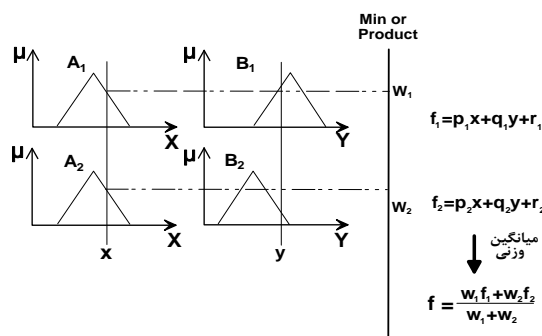 Min or
Product
μ A₁ X
μ B₁ Y
w₁
f₁=p₁x+q₁y+r₁
μ A₂ X
μ B₂ Y
w₂
f₂=p₂x+q₂y+r₂
x y
میانگین
وزنی
f = w₁f₁+w₂f₂ / w₁+w₂